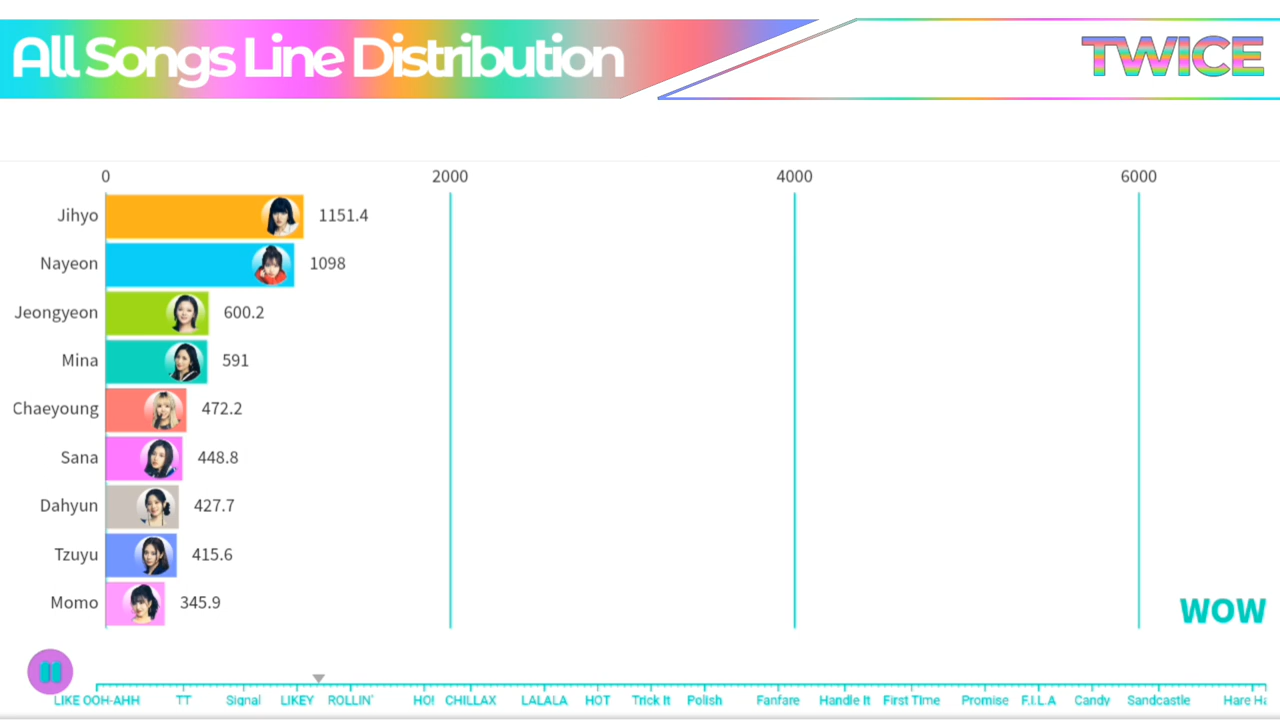 All Songs Line Distribution
TWICE
0 2000 4000 6000
Jihyo 1151.4
Nayeon 1098
Jeongyeon 600.2
Mina 591
Chaeyoung 472.2
Sana 448.8
Dahyun 427.7
Tzuyu 415.6
Momo 345.9
WOW
LIKE OOH-AHH TT Signal LIKEY ROLLIN' HO! CHILLAX LALALA HOT Trick It Polish Fanfare Handle It First Time Promise F.I.L.A Candy Sandcastle Hare Ha